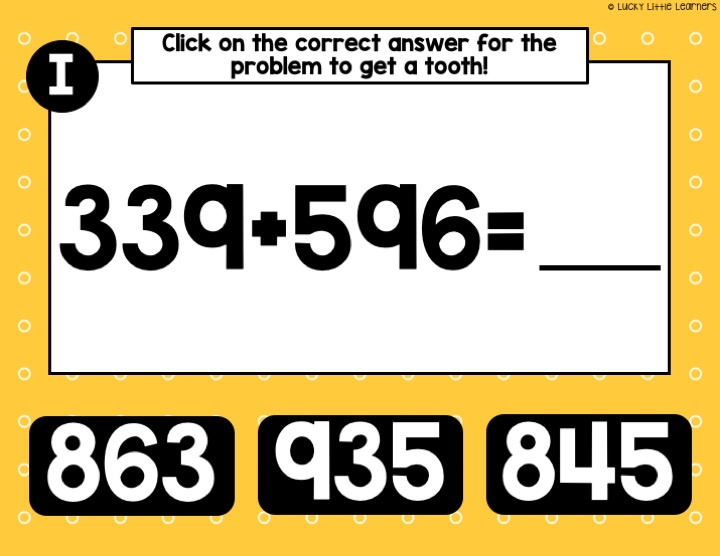 © Lucky Little Learners
Click on the correct answer for the
problem to get a tooth!
I
339+596=___
863 935 845